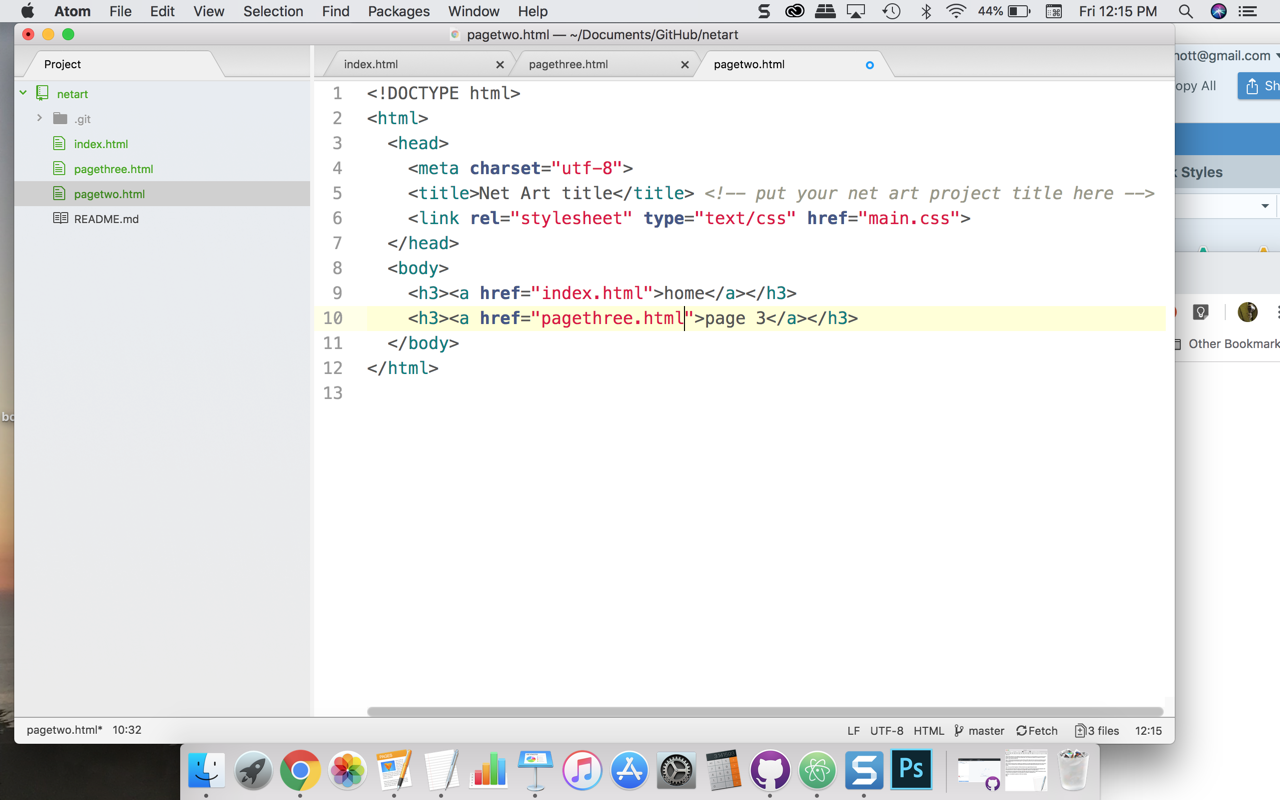 Atom File Edit View Selection Find Packages Window Help 44% Fri 12:15 PM
pagetwo.html — ~/Documents/GitHub/netart
Project
index.html
pagethree.html
pagetwo.html
netart
.git
index.html
pagethree.html
pagetwo.html
README.md
1 <!DOCTYPE html>
2 <html>
3 <head>
4 <meta charset="utf-8">
5 <title>Net Art title</title> <!-- put your net art project title here -->
6 <link rel="stylesheet" type="text/css" href="main.css">
7 </head>
8 <body>
9 <h3><a href="index.html">home</a></h3>
10 <h3><a href="pagethree.html">page 3</a></h3>
11 </body>
12 </html>
13
pagetwo.html* 10:32
LF UTF-8 HTML master Fetch 3 files 12:15
nott@gmail.com
opy All Sh
Styles
Other Bookmark
bo
S
Ps